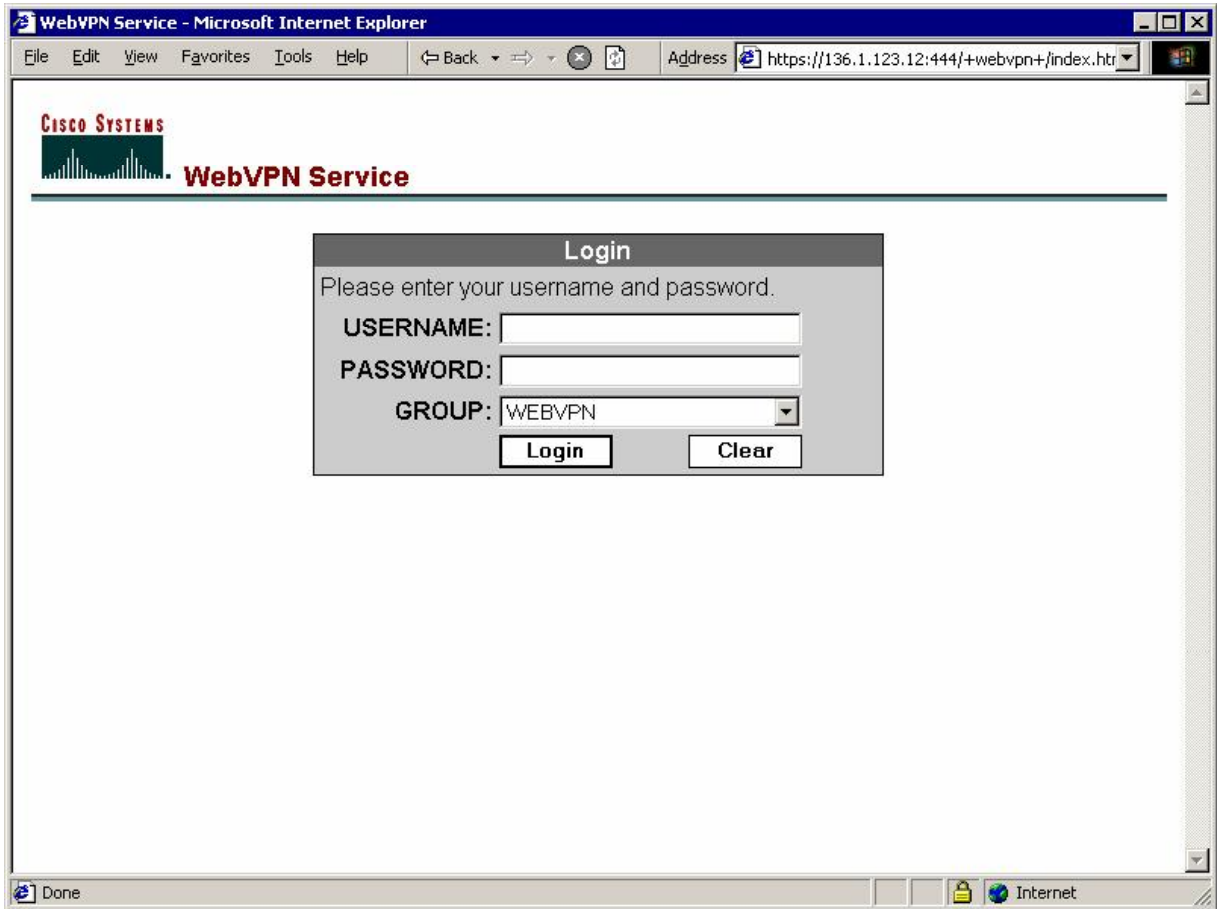 WebVPN Service - Microsoft Internet Explorer
File Edit View Favorites Tools Help Back Address https://136.1.123.12:444/+webvpn+/index.htr
CISCO SYSTEMS
WebVPN Service
Login
Please enter your username and password.
USERNAME:
PASSWORD:
GROUP: WEBVPN
Login Clear
Done Internet